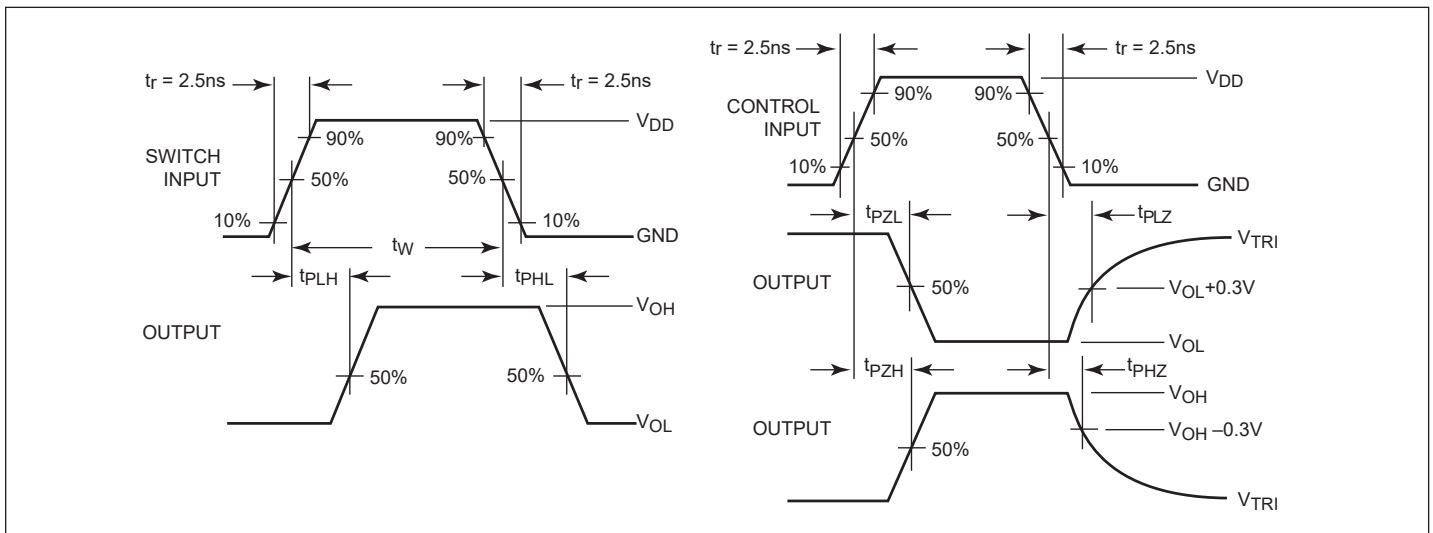 tr = 2.5ns
tr = 2.5ns
VDD
90%
90%
SWITCH
INPUT
50%
50%
10%
10%
GND
tW
tPLH
tPHL
VOH
OUTPUT
50%
50%
VOL
tr = 2.5ns
tr = 2.5ns
VDD
90%
90%
CONTROL
INPUT
50%
50%
10%
10%
GND
tPZL
tPLZ
VTRI
OUTPUT
50%
VOL+0.3V
VOL
tPZH
tPHZ
VOH
VOH –0.3V
OUTPUT
50%
VTRI